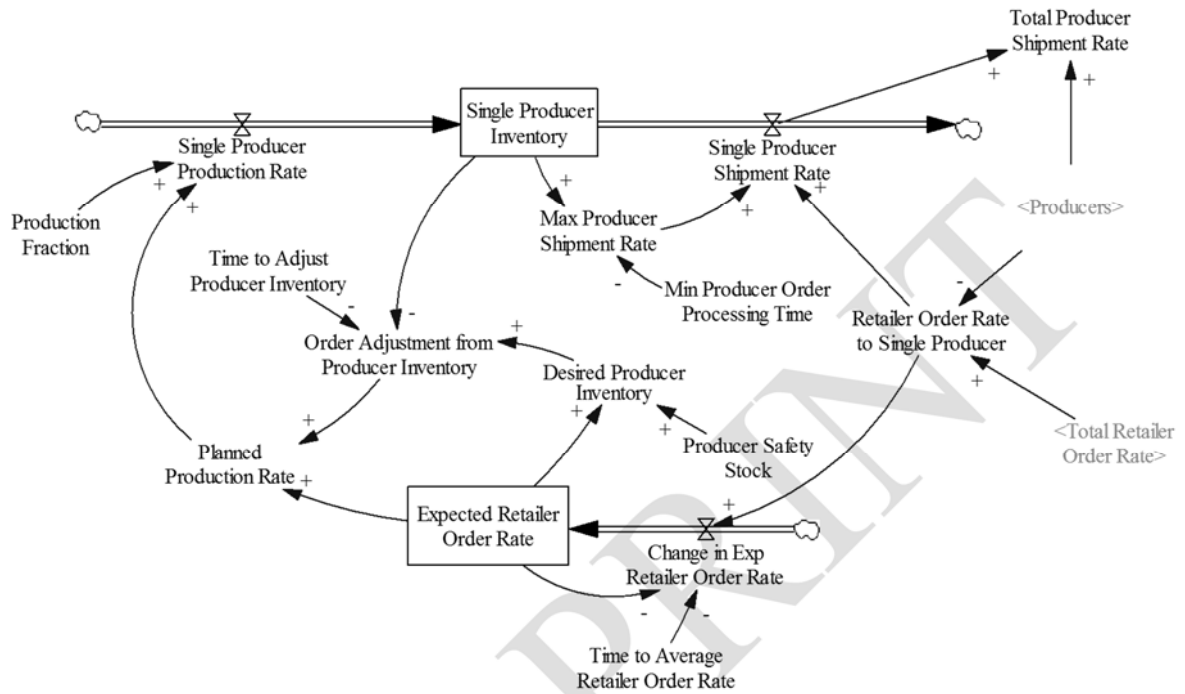 Total Producer
Shipment Rate
+
+
Single Producer
Inventory
Single Producer
Production Rate
Single Producer
Shipment Rate
+
+
+
+
+
Production
Fraction
Max Producer
Shipment Rate
<Producers>
Time to Adjust
Producer Inventory
-
Min Producer Order
Processing Time
-
-
-
+
Order Adjustment from
Producer Inventory
Retailer Order Rate
to Single Producer
Desired Producer
Inventory
+
+
+
+
Planned
Production Rate
+
Producer Safety
Stock
<Total Retailer
Order Rate>
Expected Retailer
Order Rate
+
Change in Exp
Retailer Order Rate
-
-
Time to Average
Retailer Order Rate
PRINT